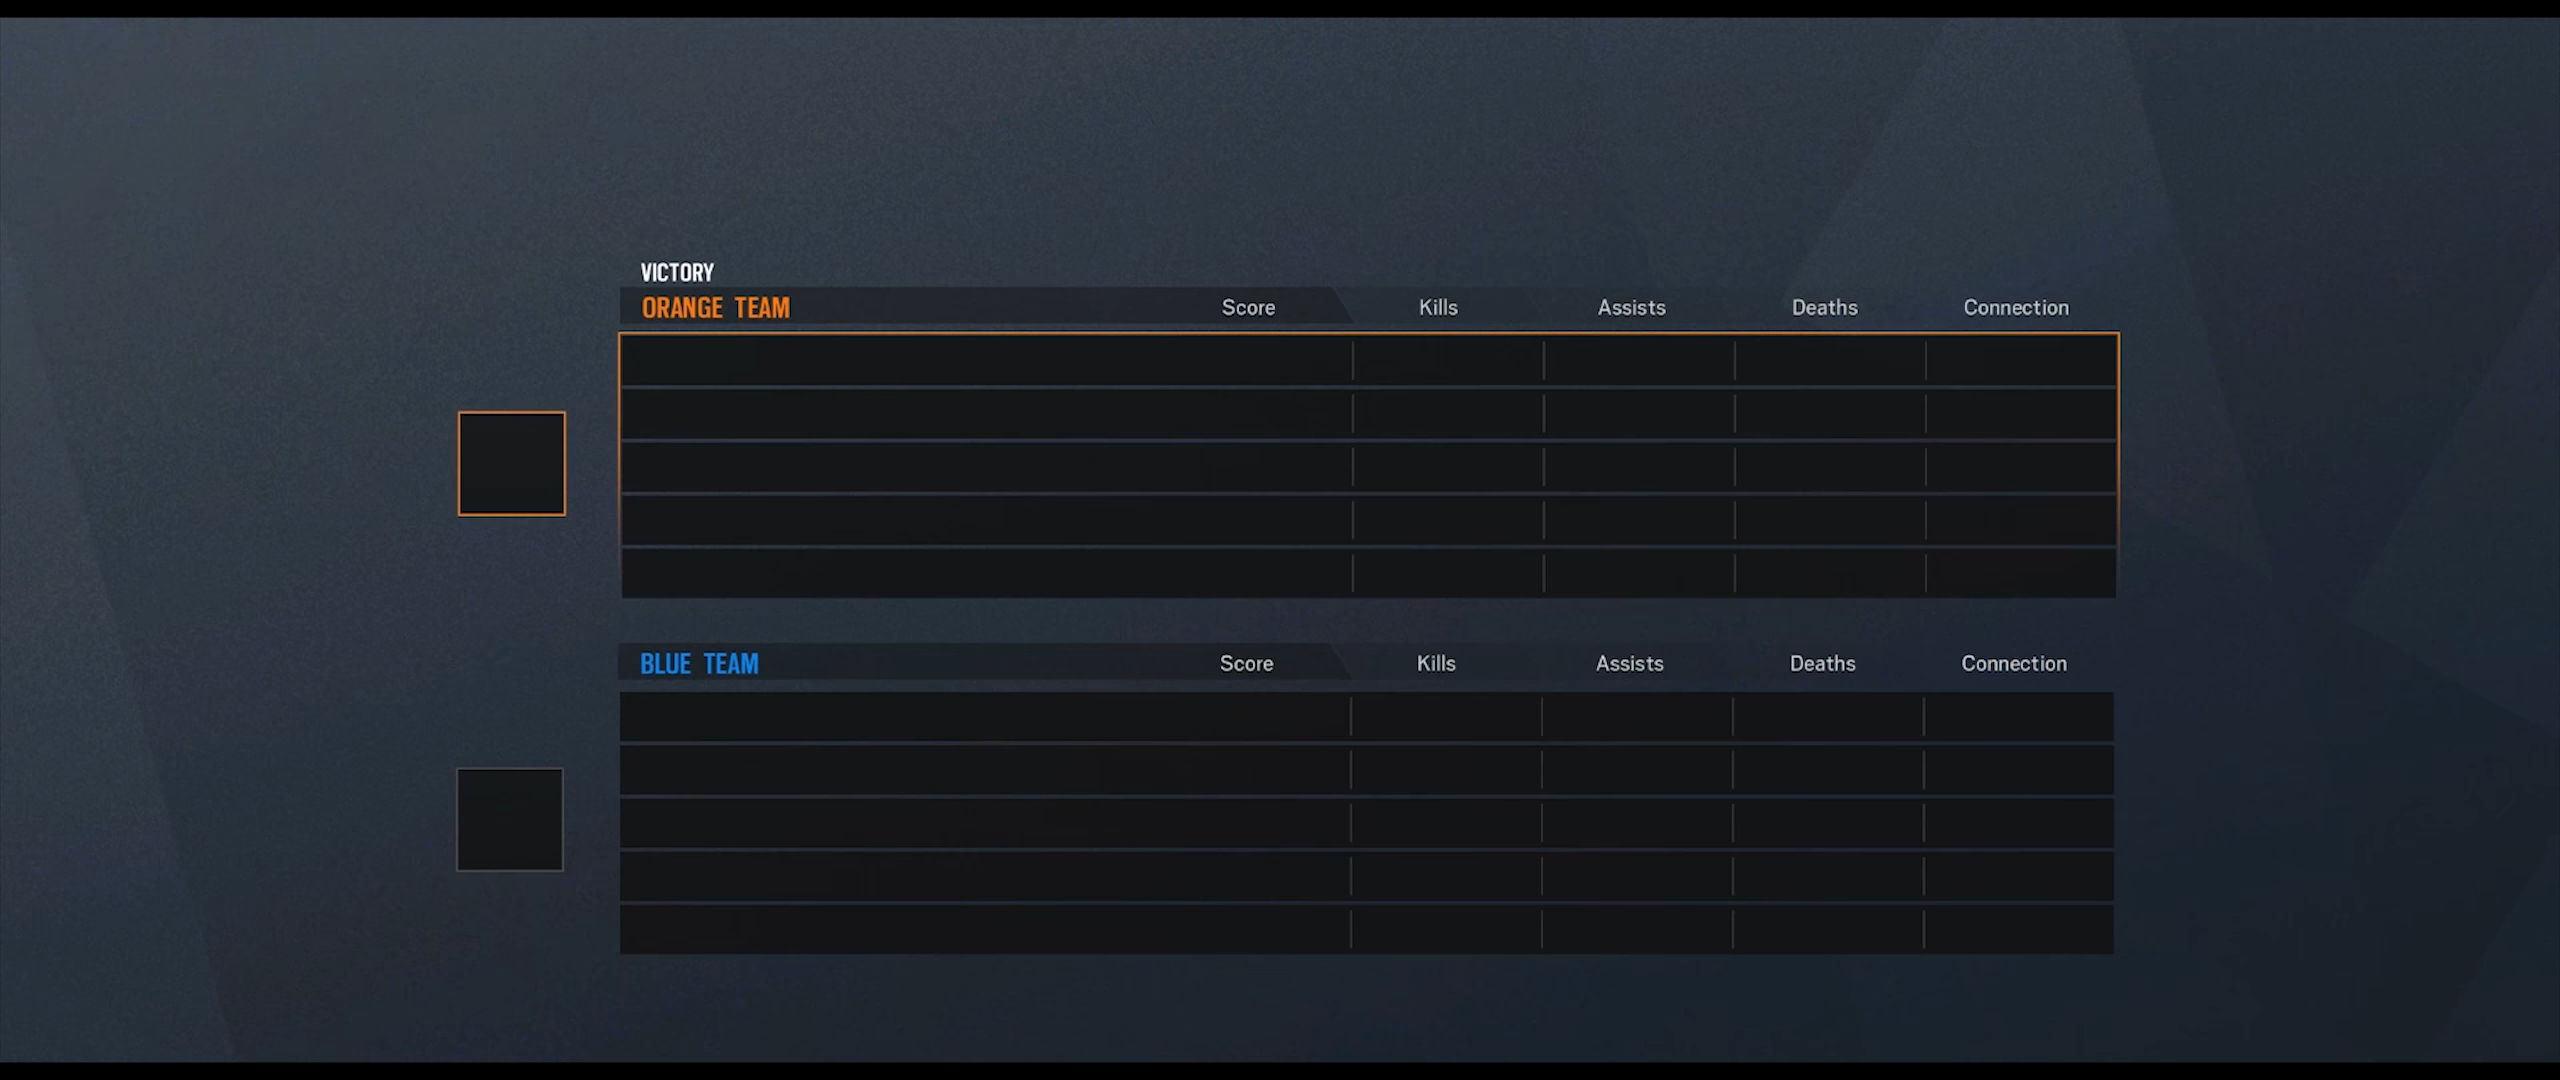 VICTORY
ORANGE TEAM Score Kills Assists Deaths Connection
BLUE TEAM Score Kills Assists Deaths Connection